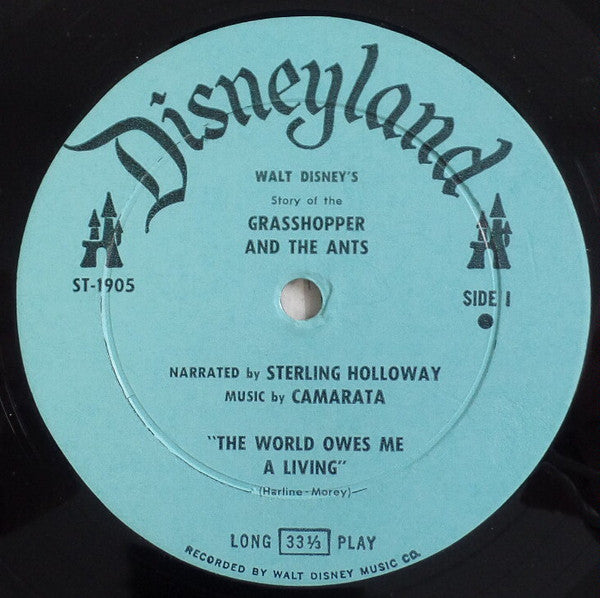 Disneyland
WALT DISNEY'S
Story of the
GRASSHOPPER
AND THE ANTS
ST-1905
SIDE I
NARRATED by STERLING HOLLOWAY
MUSIC by CAMARATA
"THE WORLD OWES ME
A LIVING"
(Harline-Morey)
LONG 33⅓ PLAY
RECORDED BY WALT DISNEY MUSIC CO.